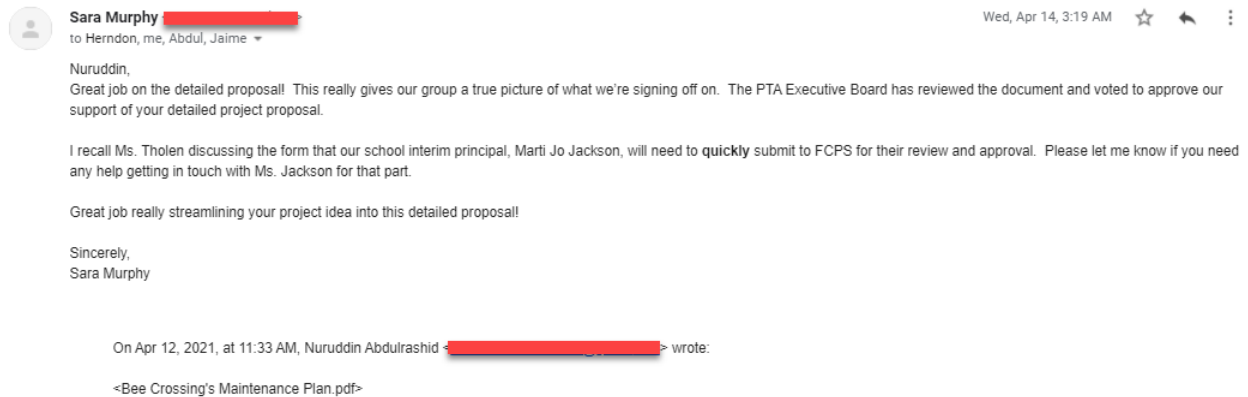 Sara Murphy
Wed, Apr 14, 3:19 AM
to Herndon, me, Abdul, Jaime
Nuruddin,
Great job on the detailed proposal!  This really gives our group a true picture of what we're signing off on.  The PTA Executive Board has reviewed the document and voted to approve our
support of your detailed project proposal.
I recall Ms. Tholen discussing the form that our school interim principal, Marti Jo Jackson, will need to quickly submit to FCPS for their review and approval.  Please let me know if you need
any help getting in touch with Ms. Jackson for that part.
Great job really streamlining your project idea into this detailed proposal!
Sincerely,
Sara Murphy
On Apr 12, 2021, at 11:33 AM, Nuruddin Abdulrashid < > wrote:
<Bee Crossing's Maintenance Plan.pdf>